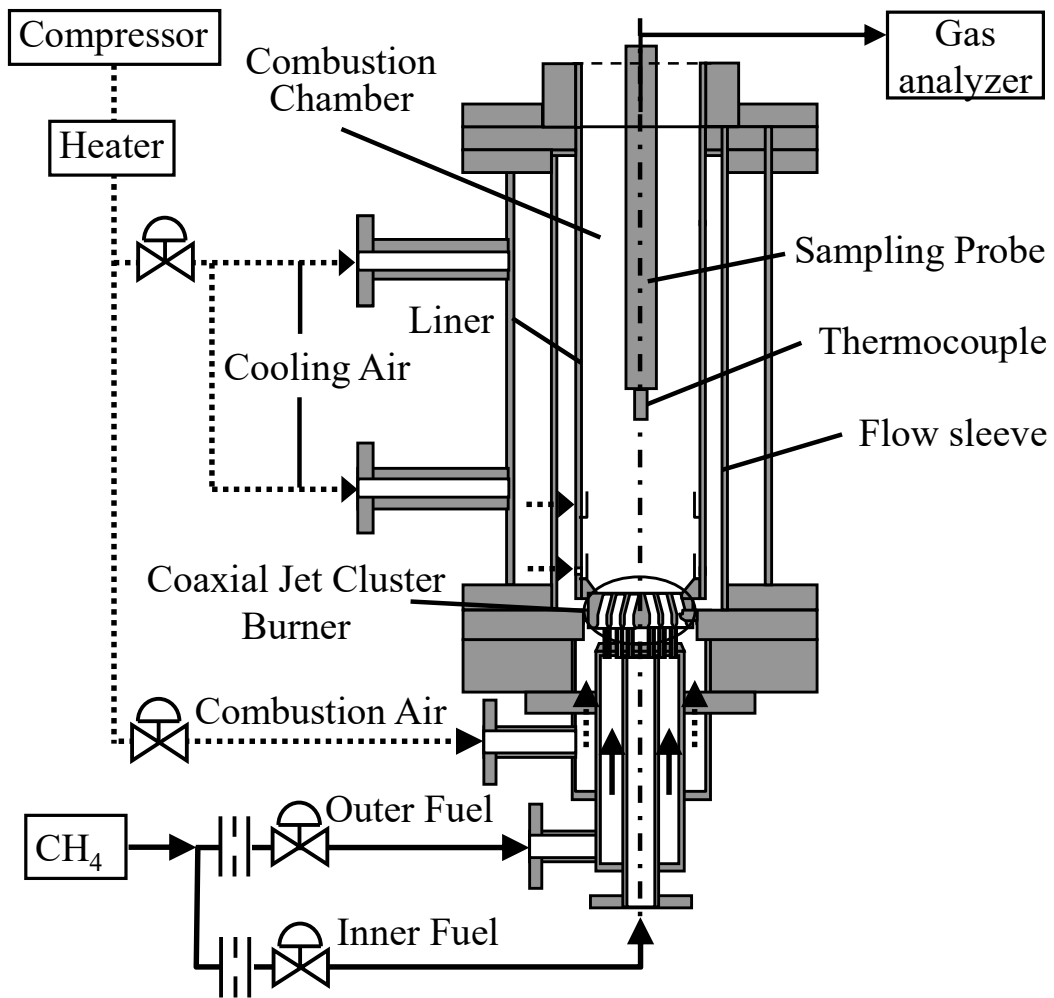 Compressor
Gas
analyzer
Combustion
Chamber
Heater
Sampling Probe
Liner
Thermocouple
Cooling Air
Flow sleeve
Coaxial Jet Cluster
Burner
Combustion Air
Outer Fuel
CH₄
Inner Fuel